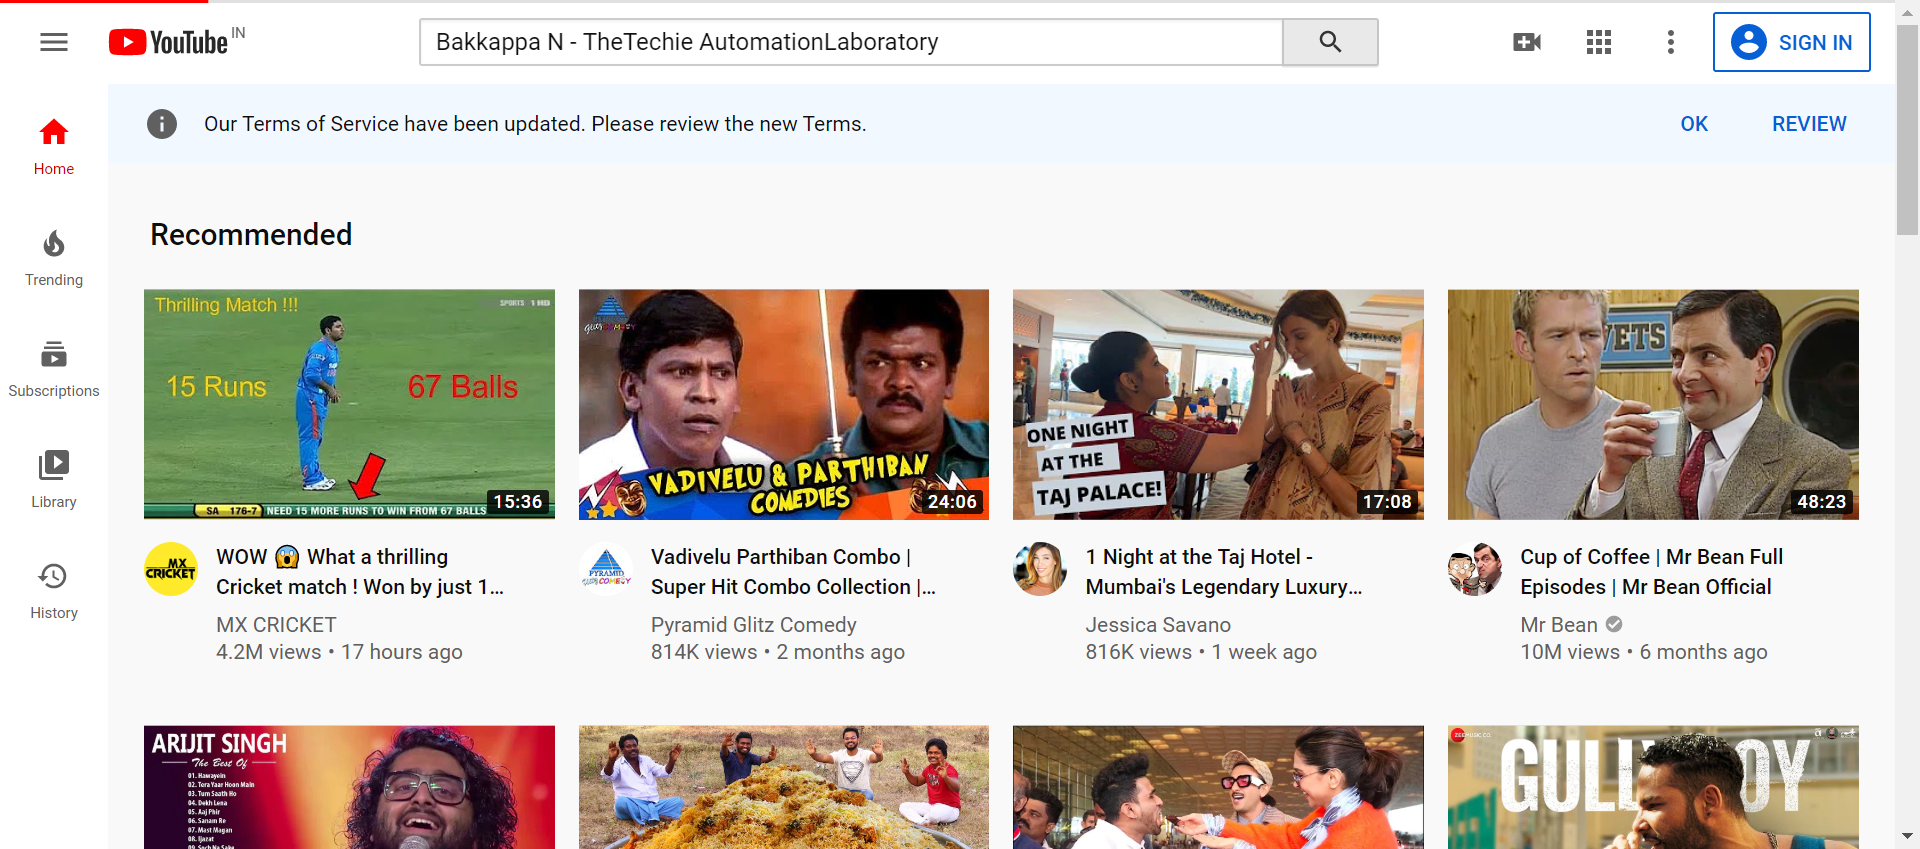 YouTube IN
Bakkappa N - TheTechie AutomationLaboratory
SIGN IN
Our Terms of Service have been updated. Please review the new Terms.
OK
REVIEW
Home
Trending
Subscriptions
Library
History
Recommended
Thrilling Match !!!
15 Runs
67 Balls
SA 176-7 NEED 15 MORE RUNS TO WIN FROM 67 BALLS
15:36
VADIVELU & PARTHIBAN
COMEDIES
24:06
ONE NIGHT
AT THE
TAJ PALACE!
17:08
VETS
48:23
MX
CRICKET
WOW 😱 What a thrilling
Cricket match ! Won by just 1...
MX CRICKET
4.2M views • 17 hours ago
PYRAMID
Vadivelu Parthiban Combo |
Super Hit Combo Collection |...
Pyramid Glitz Comedy
814K views • 2 months ago
1 Night at the Taj Hotel -
Mumbai's Legendary Luxury...
Jessica Savano
816K views • 1 week ago
Cup of Coffee | Mr Bean Full
Episodes | Mr Bean Official
Mr Bean
10M views • 6 months ago
ARIJIT SINGH
The Best Of
01. Hawayein
02. Tera Yaar Hoon Main
03. Tum Saath Ho
04. Dekh Lena
05. Aaj Phir
06. Sanam Re
07. Mast Magan
08. Ijazat
GULLY BOY